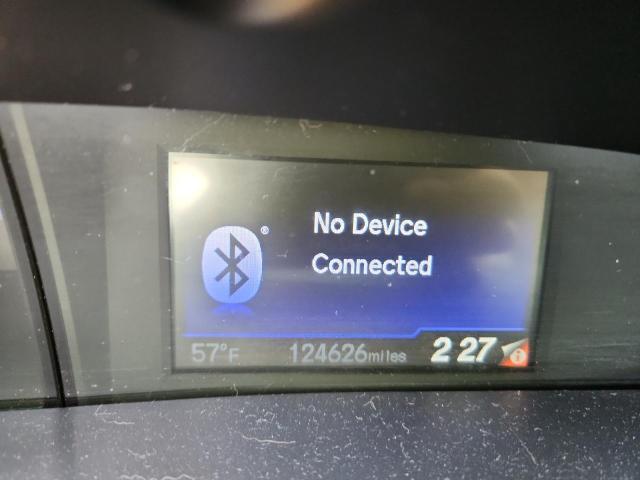 ®
No Device
Connected
57°F 124626miles 2 27 i